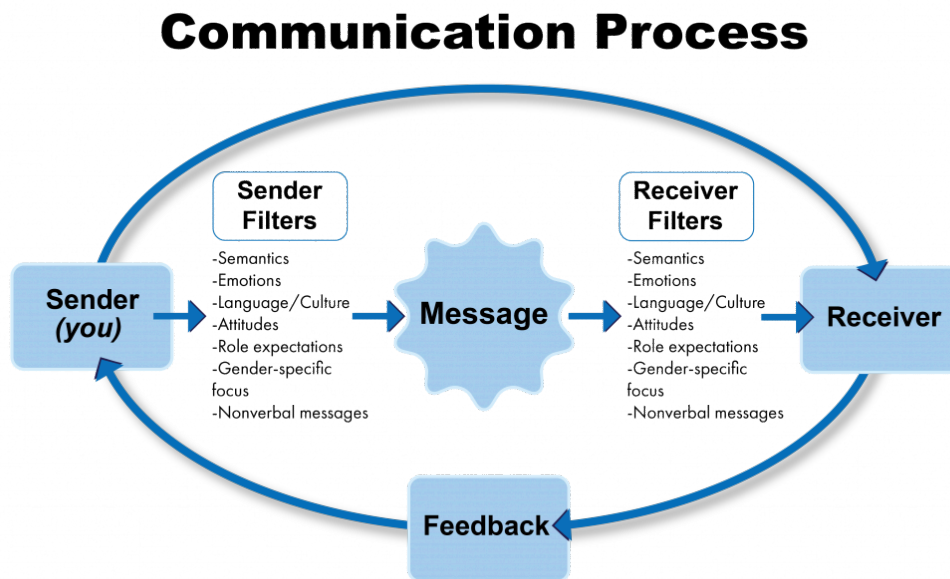 Communication Process
Sender
Filters
-Semantics
-Emotions
-Language/Culture
-Attitudes
-Role expectations
-Gender-specific
focus
-Nonverbal messages
Receiver
Filters
-Semantics
-Emotions
-Language/Culture
-Attitudes
-Role expectations
-Gender-specific
focus
-Nonverbal messages
Sender
(you)
Message
Receiver
Feedback